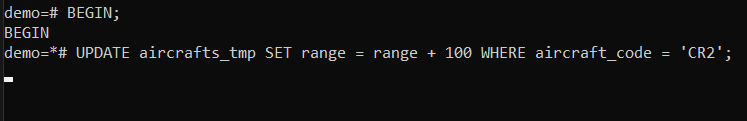 demo=# BEGIN;
BEGIN
demo=*# UPDATE aircrafts_tmp SET range = range + 100 WHERE aircraft_code = 'CR2';